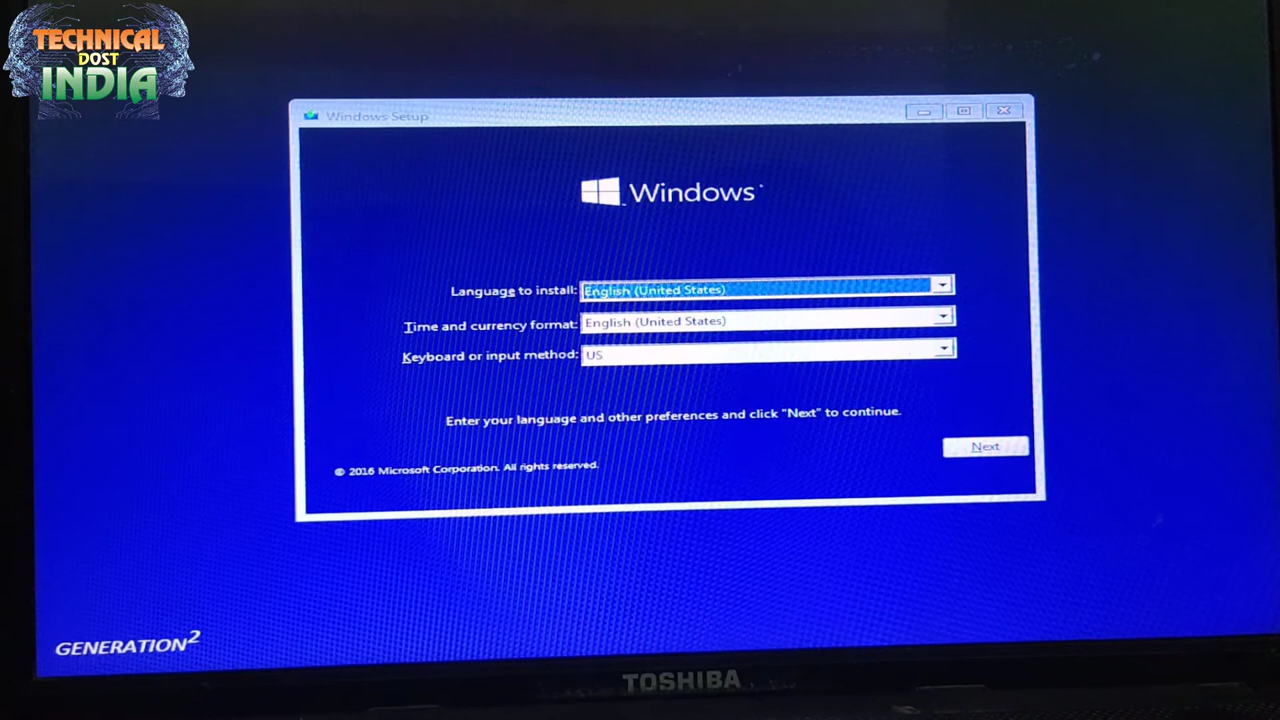 TECHNICAL
DOST
INDIA
Windows Setup
Windows
Language to install: English (United States)
Time and currency format: English (United States)
Keyboard or input method: US
Enter your language and other preferences and click "Next" to continue.
Next
© 2016 Microsoft Corporation. All rights reserved.
GENERATION²
TOSHIBA